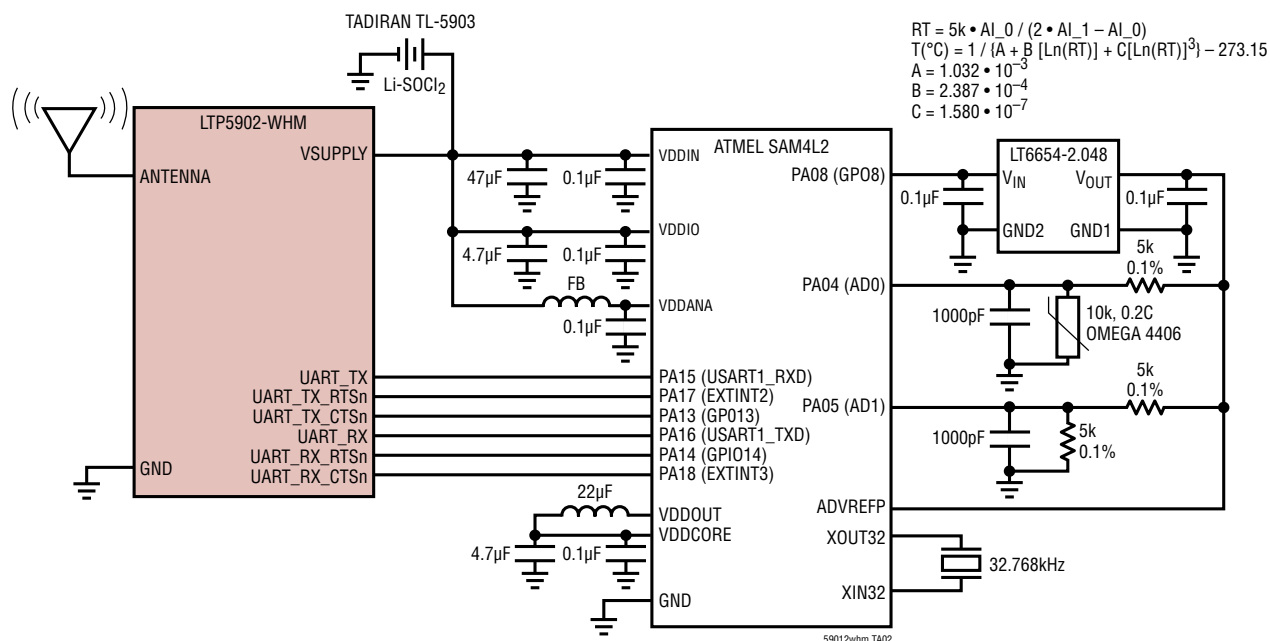 TADIRAN TL-5903
Li-SOCl2
RT = 5k • AI_0 / (2 • AI_1 – AI_0)
T(°C) = 1 / {A + B [Ln(RT)] + C[Ln(RT)]3} – 273.15
A = 1.032 • 10–3
B = 2.387 • 10–4
C = 1.580 • 10–7
LTP5902-WHM
VSUPPLY
ANTENNA
GND
UART_TX
UART_TX_RTSn
UART_TX_CTSn
UART_RX
UART_RX_RTSn
UART_RX_CTSn
47µF
0.1µF
4.7µF
0.1µF
FB
0.1µF
22µF
4.7µF
0.1µF
ATMEL SAM4L2
VDDIN
VDDIO
VDDANA
PA15 (USART1_RXD)
PA17 (EXTINT2)
PA13 (GPO13)
PA16 (USART1_TXD)
PA14 (GPIO14)
PA18 (EXTINT3)
VDDOUT
VDDCORE
GND
PA08 (GPO8)
PA04 (AD0)
PA05 (AD1)
ADVREFP
XOUT32
XIN32
LT6654-2.048
VIN
VOUT
GND2
GND1
0.1µF
0.1µF
5k
0.1%
1000pF
10k, 0.2C
OMEGA 4406
5k
0.1%
1000pF
5k
0.1%
32.768kHz
59012whm TA02